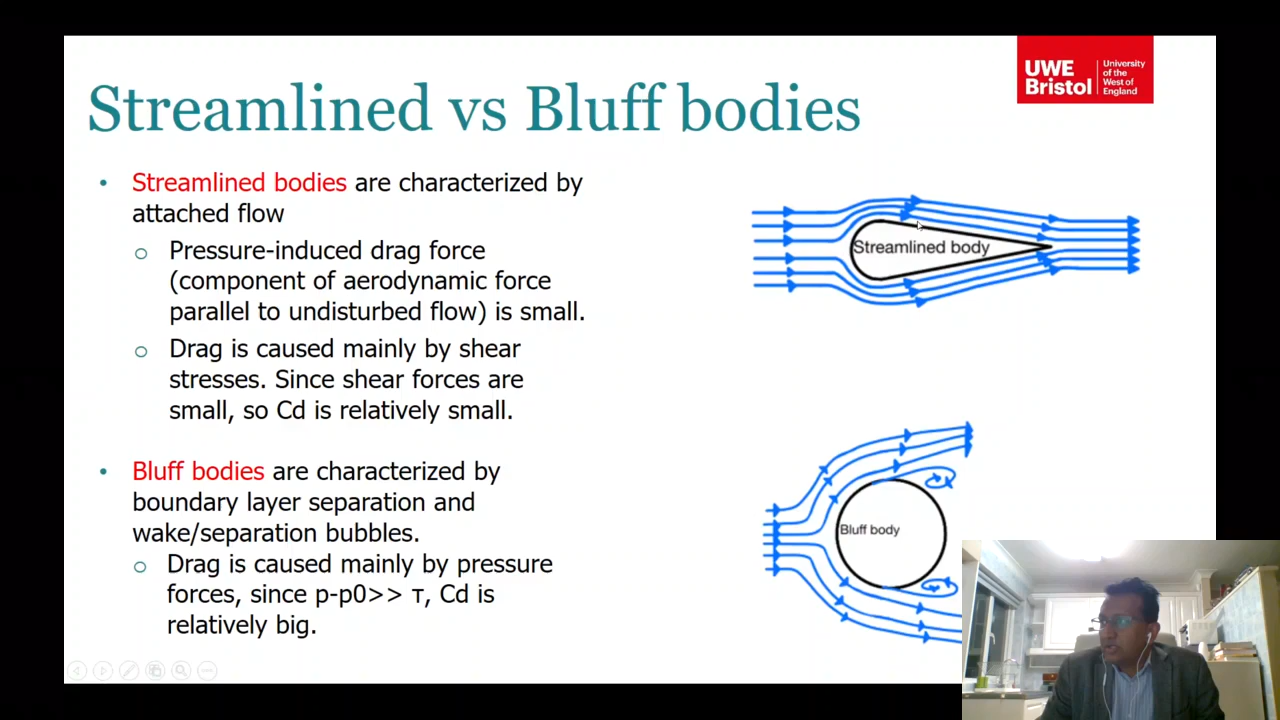 UWE
Bristol
University
of the
West of
England
Streamlined vs Bluff bodies
• Streamlined bodies are characterized by
attached flow
o Pressure-induced drag force
(component of aerodynamic force
parallel to undisturbed flow) is small.
o Drag is caused mainly by shear
stresses. Since shear forces are
small, so Cd is relatively small.
• Bluff bodies are characterized by
boundary layer separation and
wake/separation bubbles.
o Drag is caused mainly by pressure
forces, since p-p0>> τ, Cd is
relatively big.
Streamlined body
Bluff body